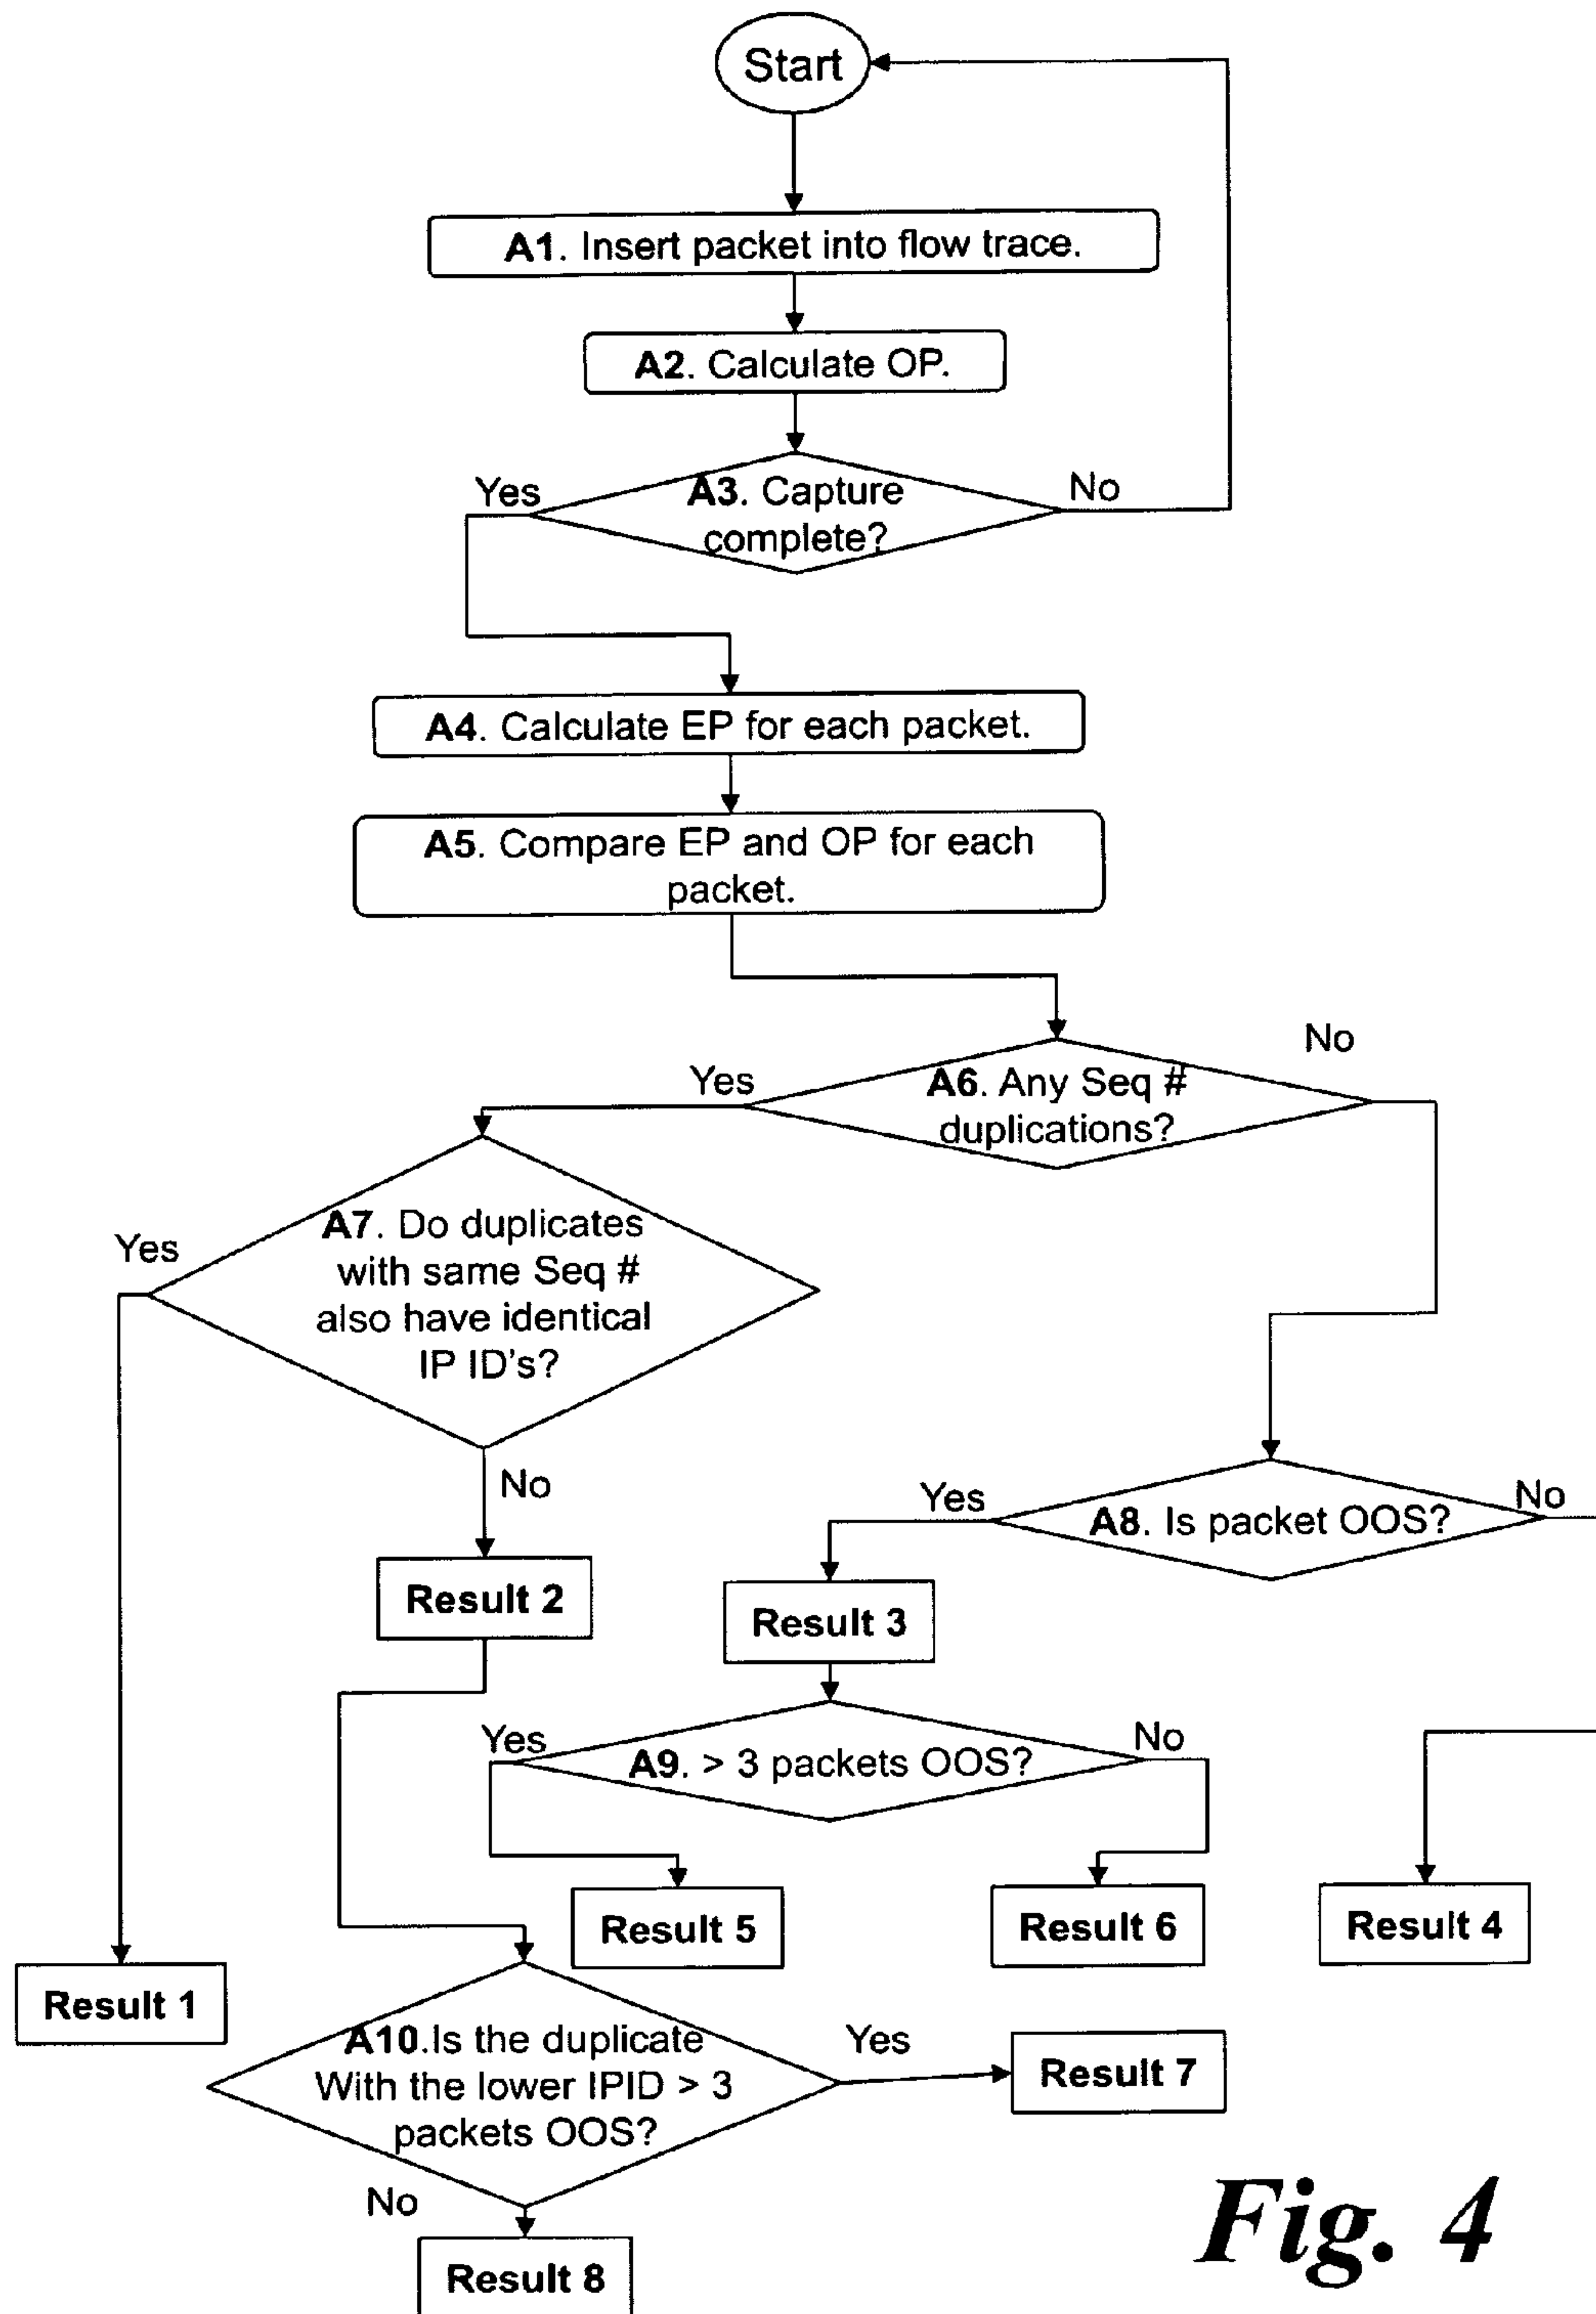 Start
A1. Insert packet into flow trace.
A2. Calculate OP.
Yes
A3. Capture
complete?
No
A4. Calculate EP for each packet.
A5. Compare EP and OP for each
packet.
No
Yes
A6. Any Seq #
duplications?
Yes
A7. Do duplicates
with same Seq #
also have identical
IP ID's?
No
Yes
A8. Is packet OOS?
No
Result 2
Result 3
Yes
A9. > 3 packets OOS?
No
Result 5
Result 6
Result 4
Result 1
A10.Is the duplicate
With the lower IPID > 3
packets OOS?
Yes
Result 7
No
Result 8
Fig. 4